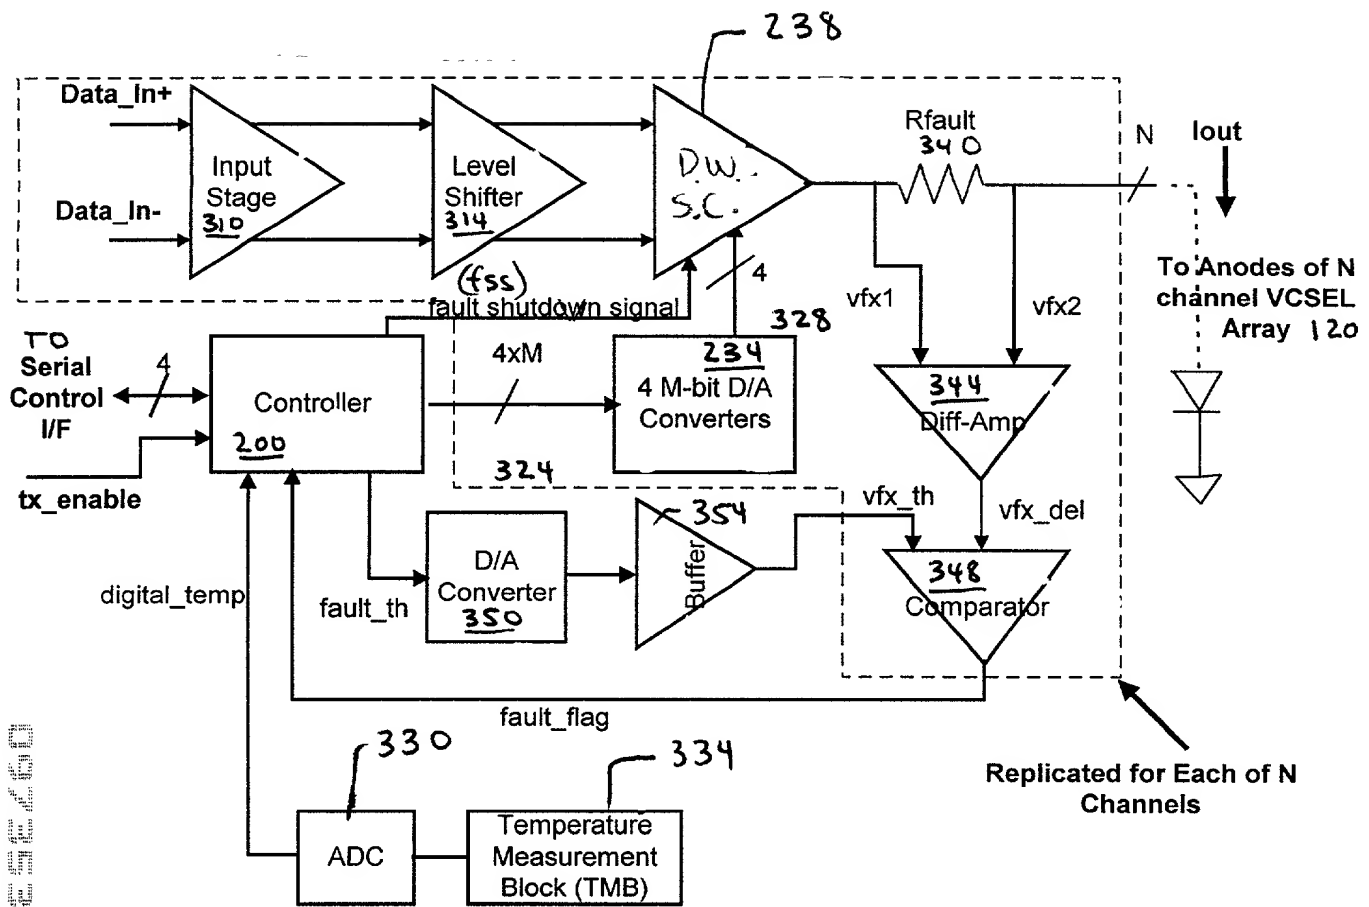 238
Data_In+
Data_In-
Input
Stage
310
Level
Shifter
314
D.W.
S.C.
Rfault
340
N
Iout
To Anodes of N
channel VCSEL
Array 120
(fss)
fault shutdown signal
4
vfx1
vfx2
328
TO
Serial
Control
I/F
4
tx_enable
Controller
200
4xM
234
4 M-bit D/A
Converters
324
344
Diff-Amp
vfx_th
vfx_del
digital_temp
fault_th
D/A
Converter
350
354
Buffer
348
Comparator
fault_flag
330
334
ADC
Temperature
Measurement
Block (TMB)
Replicated for Each of N
Channels